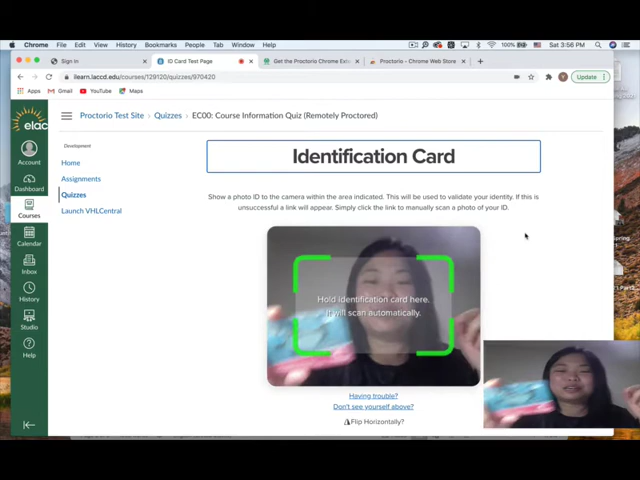 Chrome File Edit View History Bookmarks People Tab Window Help
100%
Sat 3:56 PM
Sign in
ID Card Test Page
Get the Proctorio Chrome Ext
Proctorio - Chrome Web Store
ilearn.laccd.edu/courses/129120/quizzes/970420
Update
Apps
Gmail
YouTube
Maps
elac
Proctorio Test Site
Quizzes
EC00: Course Information Quiz (Remotely Proctored)
Development
Home
Assignments
Quizzes
Launch VHLCentral
Account
Dashboard
Courses
Calendar
Inbox
History
Studio
Help
Identification Card
Show a photo ID to the camera within the area indicated. This will be used to validate your identity. If this is
unsuccessful a link will appear. Simply click the link to manually scan a photo of your ID.
Hold identification card here.
It will scan automatically.
Having trouble?
Don't see yourself above?
Flip Horizontally?